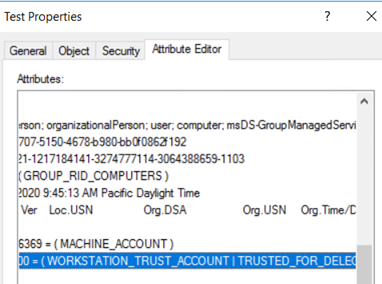 Test Properties
? ×
General Object Security Attribute Editor
Attributes:
erson; organizationalPerson; user; computer; msDS-GroupManagedServi
707-5150-4678-b980-bb0f0862f192
21-1217184141-3274777114-3064388659-1103
( GROUP_RID_COMPUTERS )
2020 9:45:13 AM Pacific Daylight Time
Ver Loc.USN Org.DSA Org.USN Org.Time/D
6369 = ( MACHINE_ACCOUNT )
00 = ( WORKSTATION_TRUST_ACCOUNT | TRUSTED_FOR_DELEG